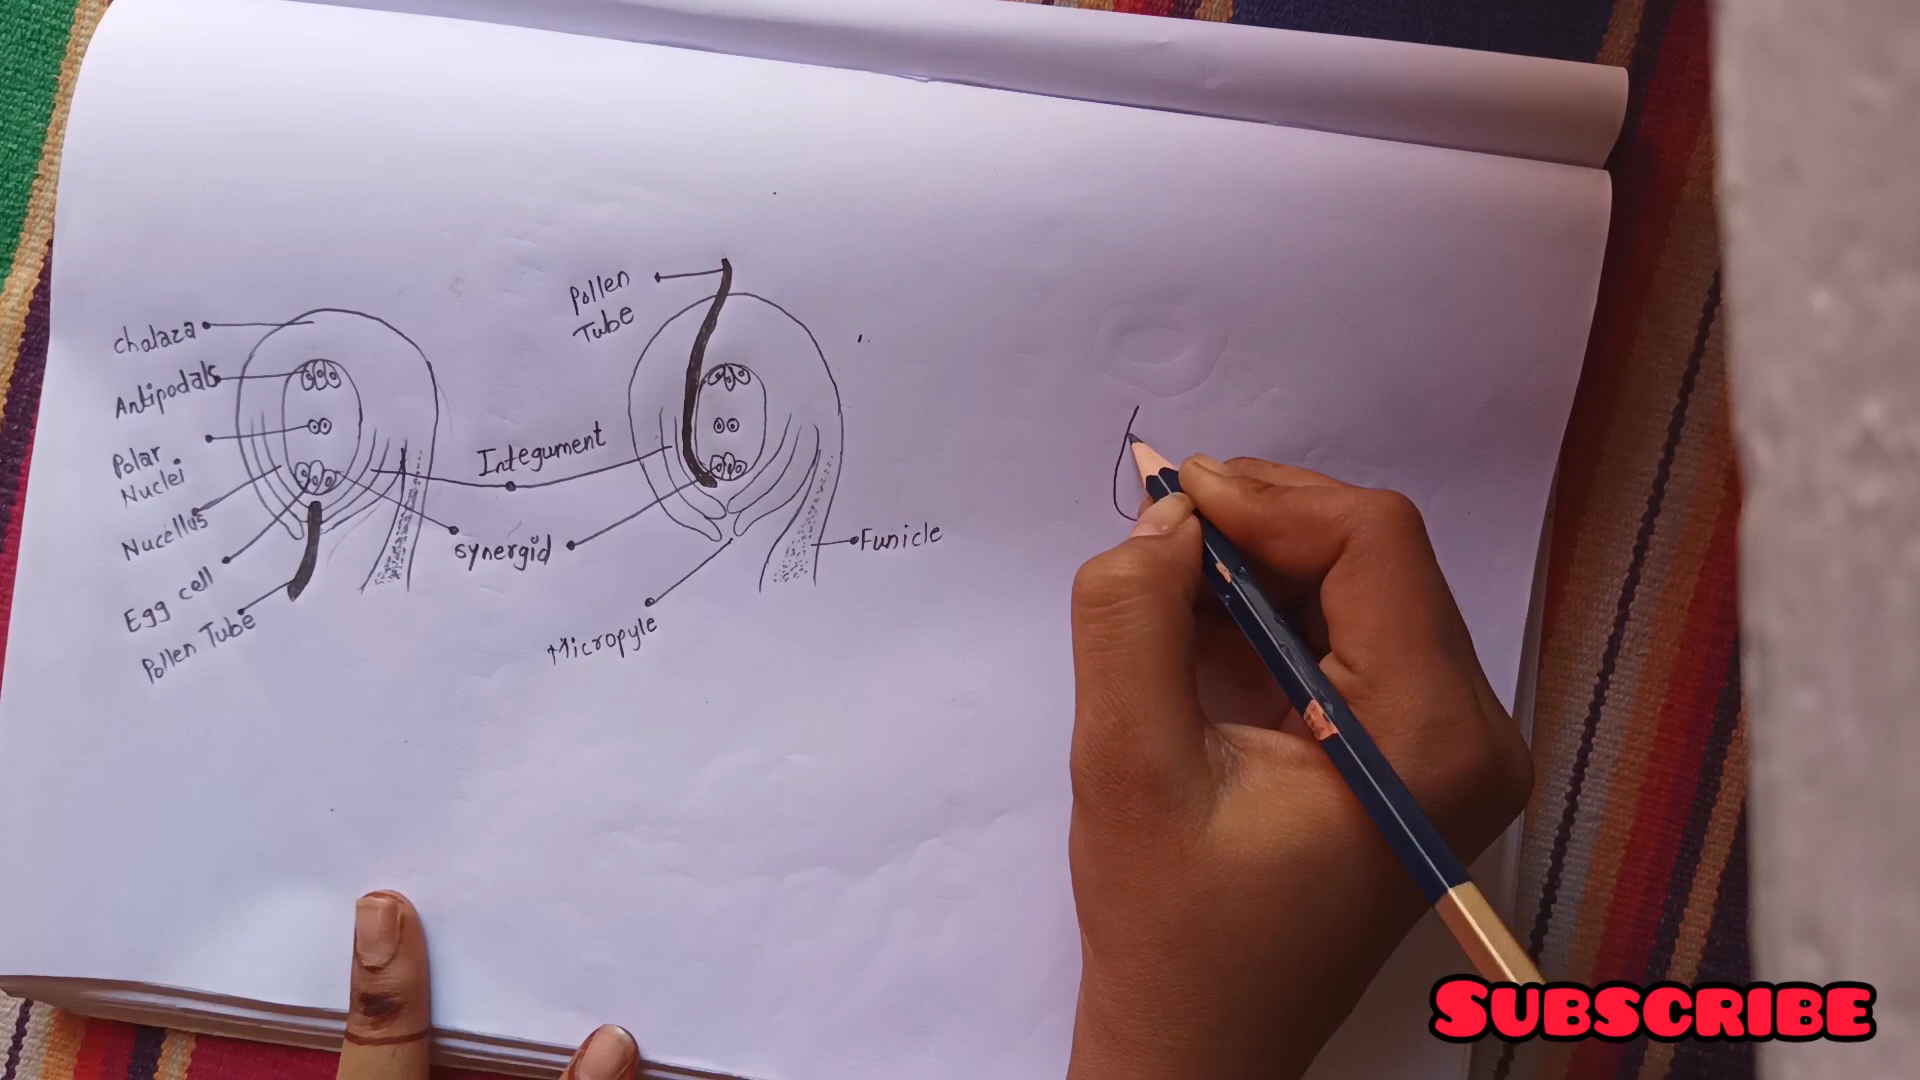 Chalaza
Antipodals
Polar
Nuclei
Nucellus
Egg cell
Pollen Tube
Integument
synergid
Pollen
Tube
Funicle
Micropyle
SUBSCRIBE